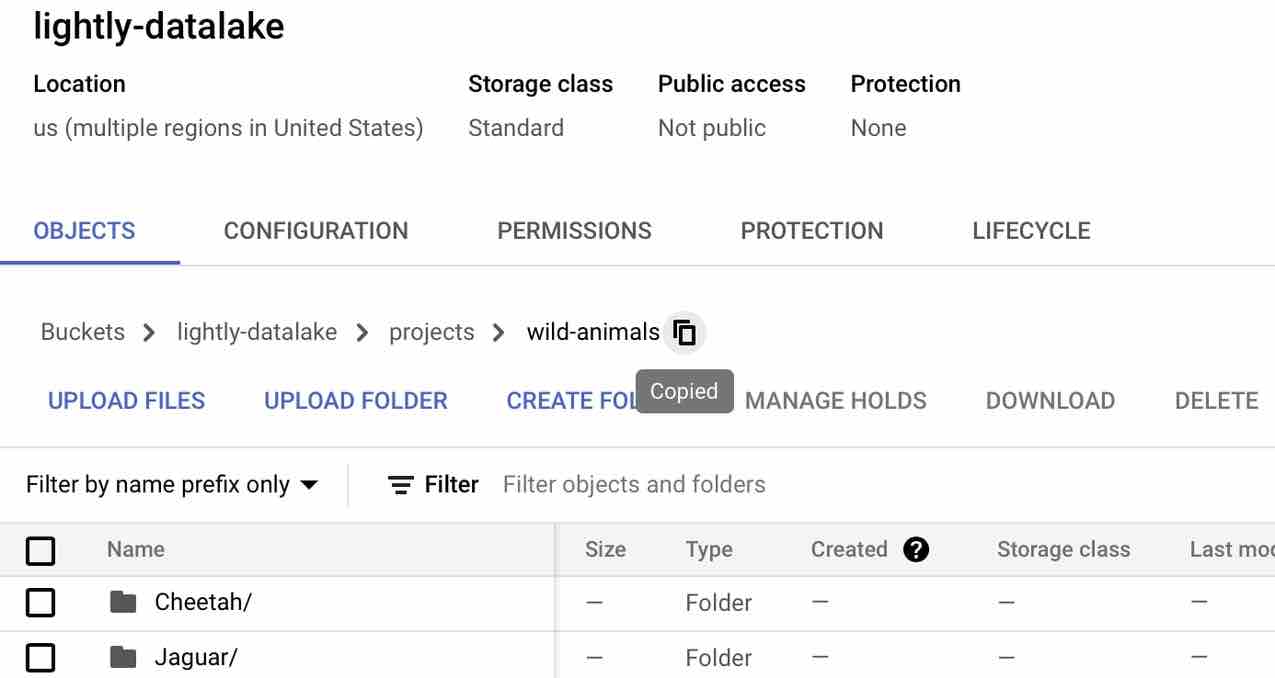 lightly-datalake
Location Storage class Public access Protection
us (multiple regions in United States) Standard Not public None
OBJECTS CONFIGURATION PERMISSIONS PROTECTION LIFECYCLE
Buckets lightly-datalake projects wild-animals
Copied
UPLOAD FILES UPLOAD FOLDER CREATE FOL MANAGE HOLDS DOWNLOAD DELETE
Filter by name prefix only Filter Filter objects and folders
Name Size Type Created ? Storage class Last mo
Cheetah/ — Folder — — —
Jaguar/ — Folder — — —